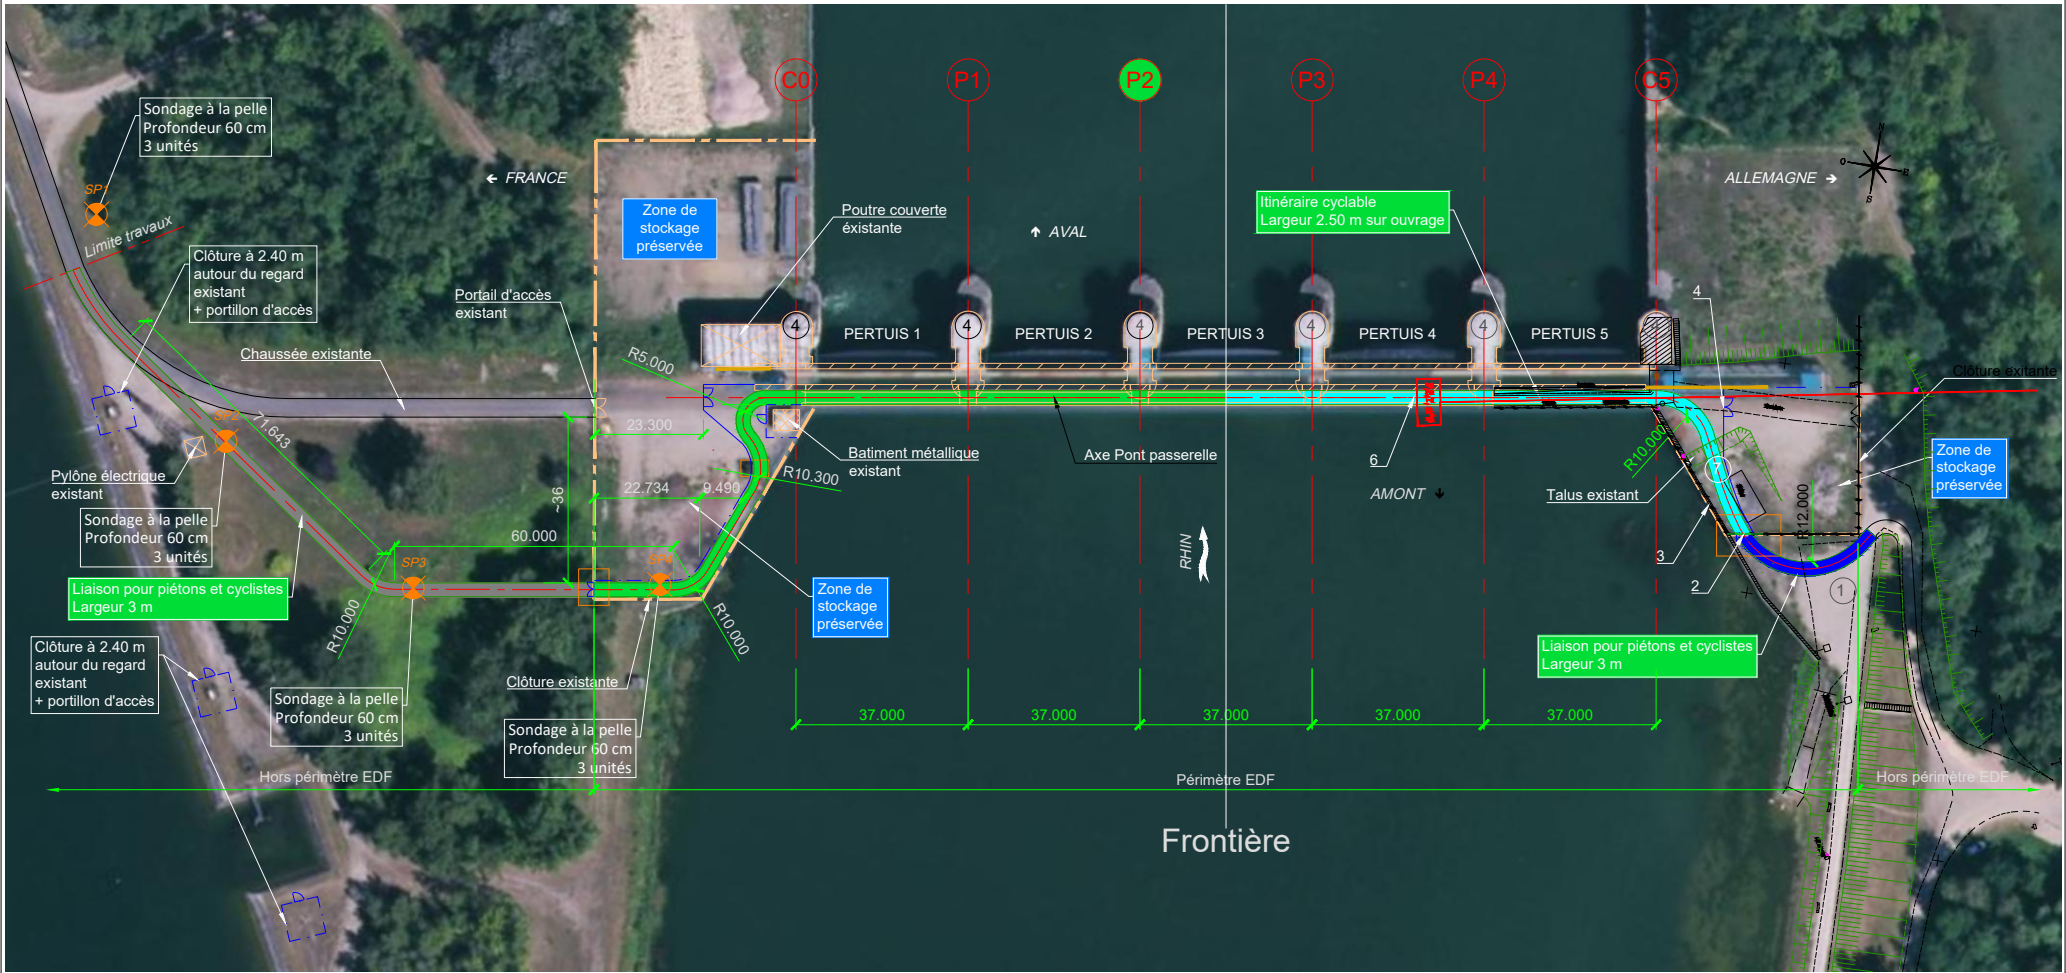 C0
P1
P2
P3
P4
C5
Sondage à la pelle
Profondeur 60 cm
3 unités
SP1
Limite travaux
Clôture à 2.40 m
autour du regard
existant
+ portillon d'accès
← FRANCE
Zone de
stockage
préservée
Poutre couverte
éxistante
↑ AVAL
Itinéraire cyclable
Largeur 2.50 m sur ouvrage
ALLEMAGNE →
N
O
E
S
Portail d'accès
existant
Chaussée existante
4
4
4
4
4
4
PERTUIS 1
PERTUIS 2
PERTUIS 3
PERTUIS 4
PERTUIS 5
R5.000
Clôture exitante
SP2
71.643
23.300
Batiment métallique
existant
Axe Pont passerelle
6
R10.000
7
Zone de
stockage
préservée
Pylône électrique
existant
R10.300
22.734
9.490
~36
AMONT ↓
Talus existant
R12.000
Sondage à la pelle
Profondeur 60 cm
3 unités
60.000
RHIN
3
2
1
SP3
SP4
Liaison pour piétons et cyclistes
Largeur 3 m
R10.000
R10.000
Zone de
stockage
préservée
Liaison pour piétons et cyclistes
Largeur 3 m
Clôture à 2.40 m
autour du regard
existant
+ portillon d'accès
Clôture existante
Sondage à la pelle
Profondeur 60 cm
3 unités
Sondage à la pelle
Profondeur 60 cm
3 unités
37.000
37.000
37.000
37.000
37.000
Hors périmètre EDF
Périmètre EDF
Hors périmètre EDF
Frontière